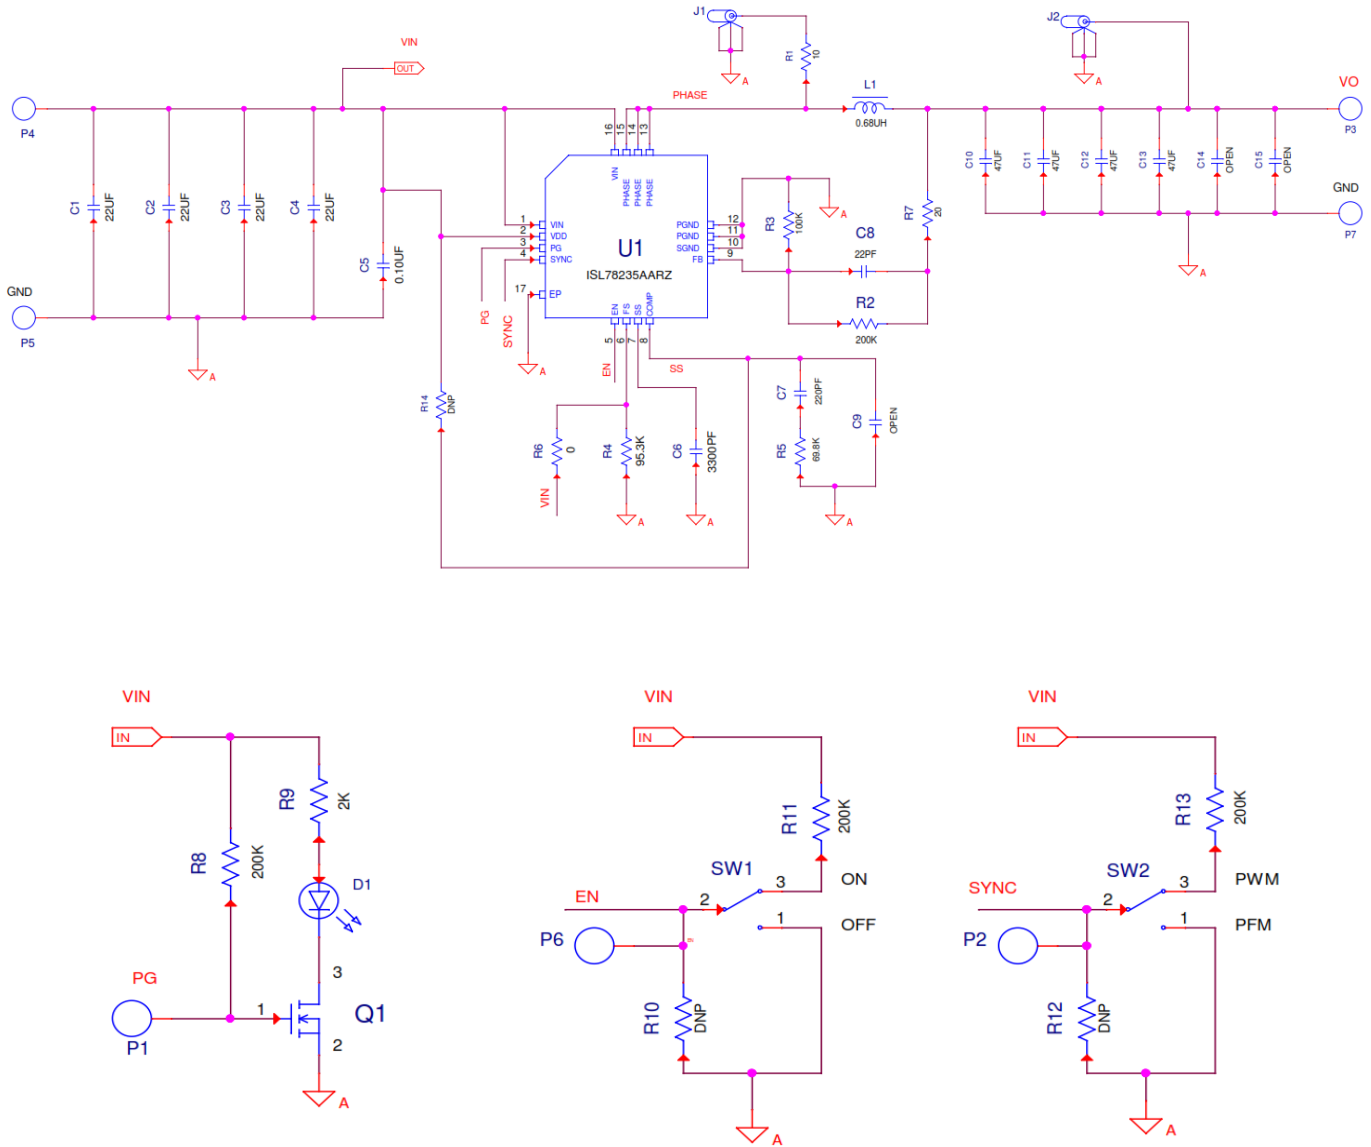 J1
A
R1
10
J2
A
VIN
OUT
PHASE
L1
0.68UH
VO
P3
P4
C1
22UF
C2
22UF
C3
22UF
C4
22UF
C5
0.10UF
GND
P5
A
16
15
14
13
VIN
PHASE
PHASE
PHASE
1
VIN
2
VDD
3
PG
4
SYNC
17
EP
U1
ISL78235AARZ
PGND
12
PGND
11
SGND
10
FB
9
EN
FS
SS
COMP
5
6
7
8
PG
SYNC
A
EN
SS
R3
100K
A
C8
22PF
R2
200K
R7
20
C10
47UF
C11
47UF
C12
47UF
C13
47UF
C14
OPEN
C15
OPEN
GND
P7
A
R14
DNP
R6
0
VIN
R4
95.3K
A
C6
3300PF
A
C7
220PF
R5
69.8K
C9
OPEN
A
VIN
IN
R9
2K
R8
200K
D1
3
PG
P1
1
Q1
2
A
VIN
IN
R11
200K
SW1
3
ON
EN
2
1
OFF
P6
R10
DNP
A
VIN
IN
R13
200K
SW2
3
PWM
SYNC
2
1
PFM
P2
R12
DNP
A